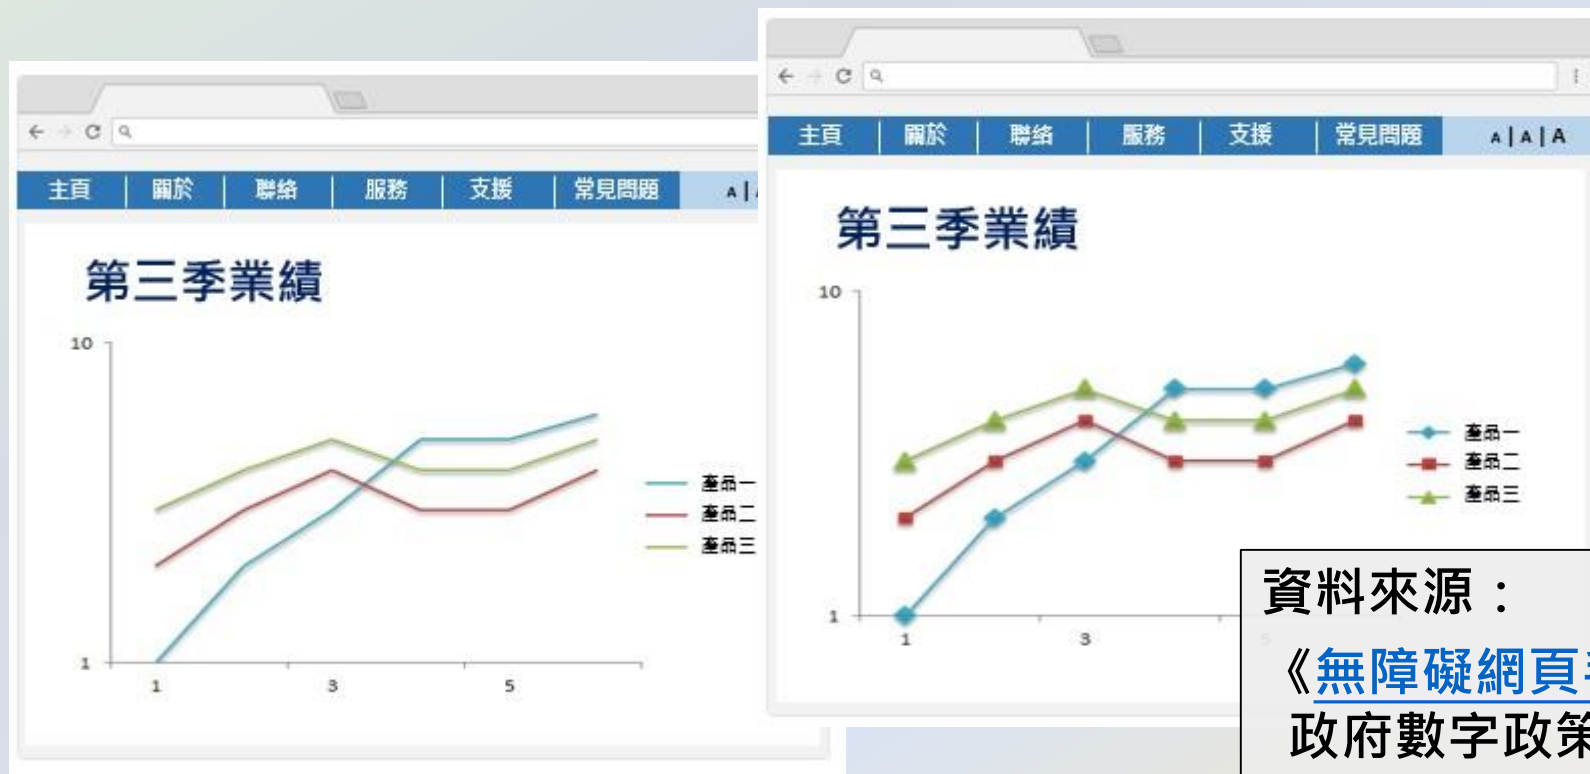 主頁 關於 聯絡 服務 支援 常見問題 A |
第三季業績
10
1
1 3 5
產品一
產品二
產品三
主頁 關於 聯絡 服務 支援 常見問題 A | A | A
第三季業績
10
1
1 3 5
產品一
產品二
產品三
資料來源：
《無障礙網頁
政府數字政策